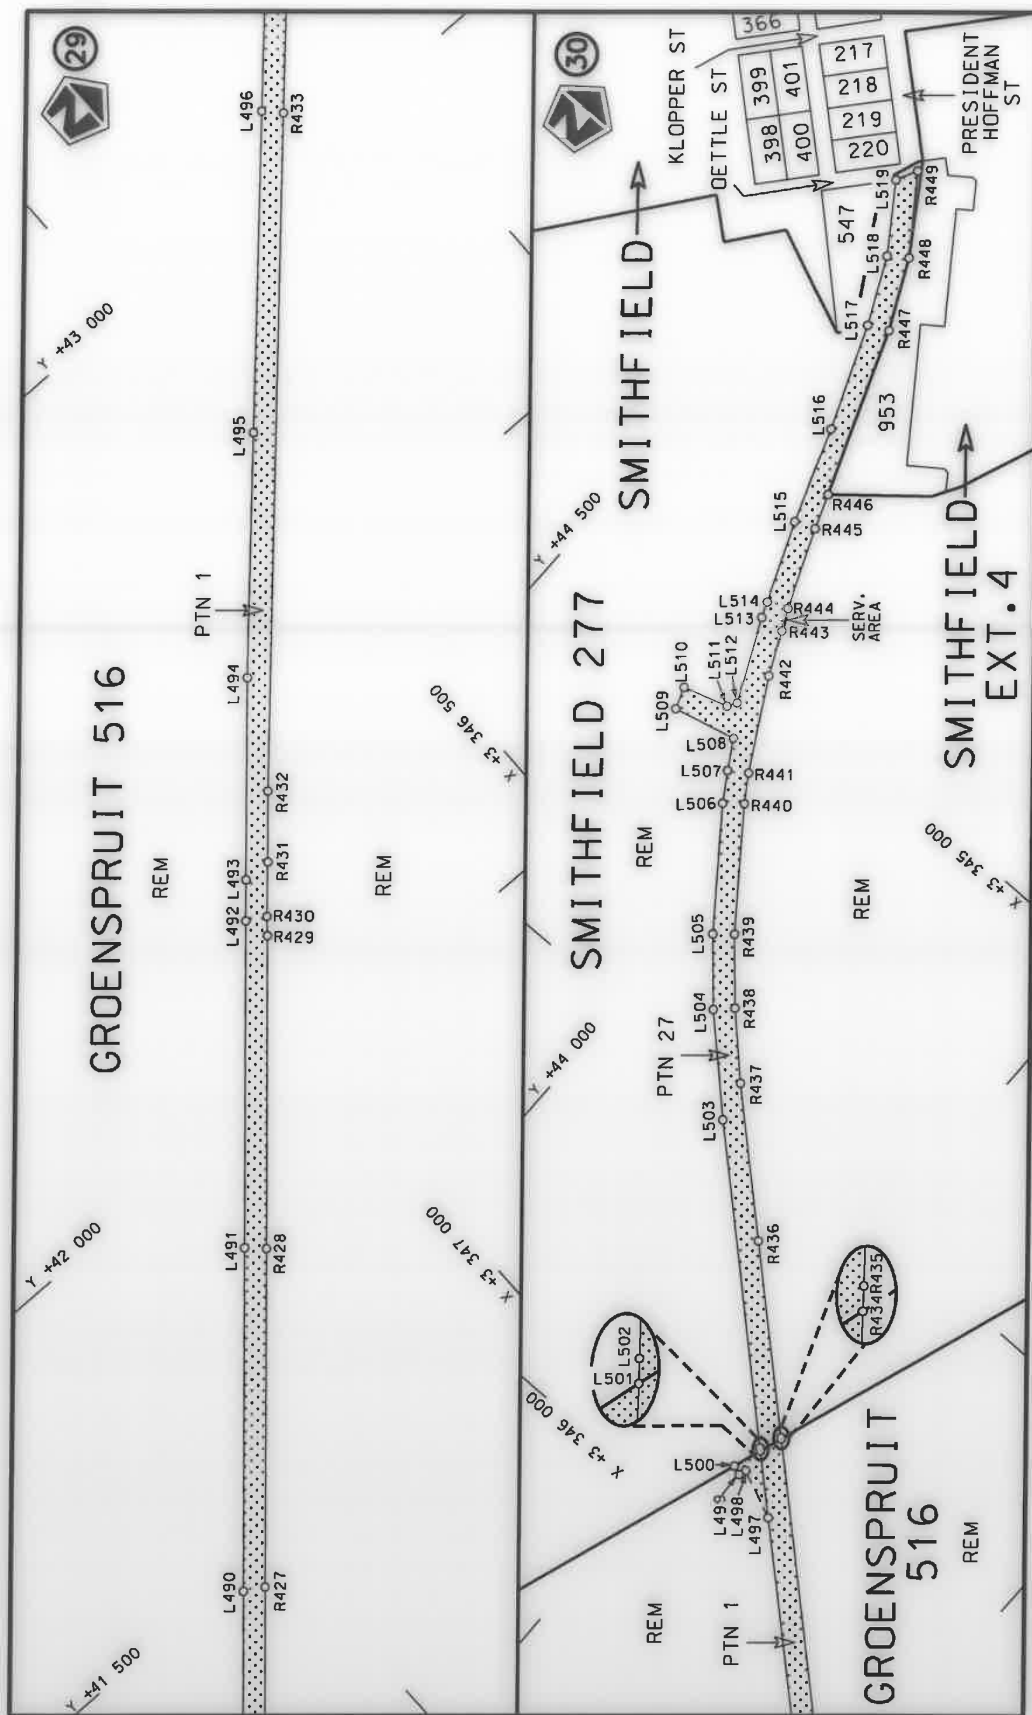 29
L496
R433
Y +43 000
L495
PTN 1
L494
GROENSPRUIT 516
X +3 346 500
R432
REM
R431
L493
REM
L492
R430
R429
Y +42 000
L491
R428
X +3 347 000
L490
R427
Y +41 500
30
KLOPPER ST
OETTLE ST
366
399
401
398
400
217
218
219
220
PRESIDENT
HOFFMAN
ST
L519
R449
547
L518
R448
SMITHFIELD
L517
R447
L516
953
R446
Y +44 500
L515
R445
SMITHFIELD
EXT.4
L514
R444
L513
R443
SERV.
AREA
SMITHFIELD 277
L510
L511
L512
R442
L509
L508
L507
R441
L506
R440
REM
X +3 345 000
REM
L505
R439
L504
R438
PTN 27
Y +44 000
R437
L503
R436
L502
L501
R435
R434
X +3 346 000
L500
L499
L498
L497
GROENSPRUIT
516
REM
REM
PTN 1